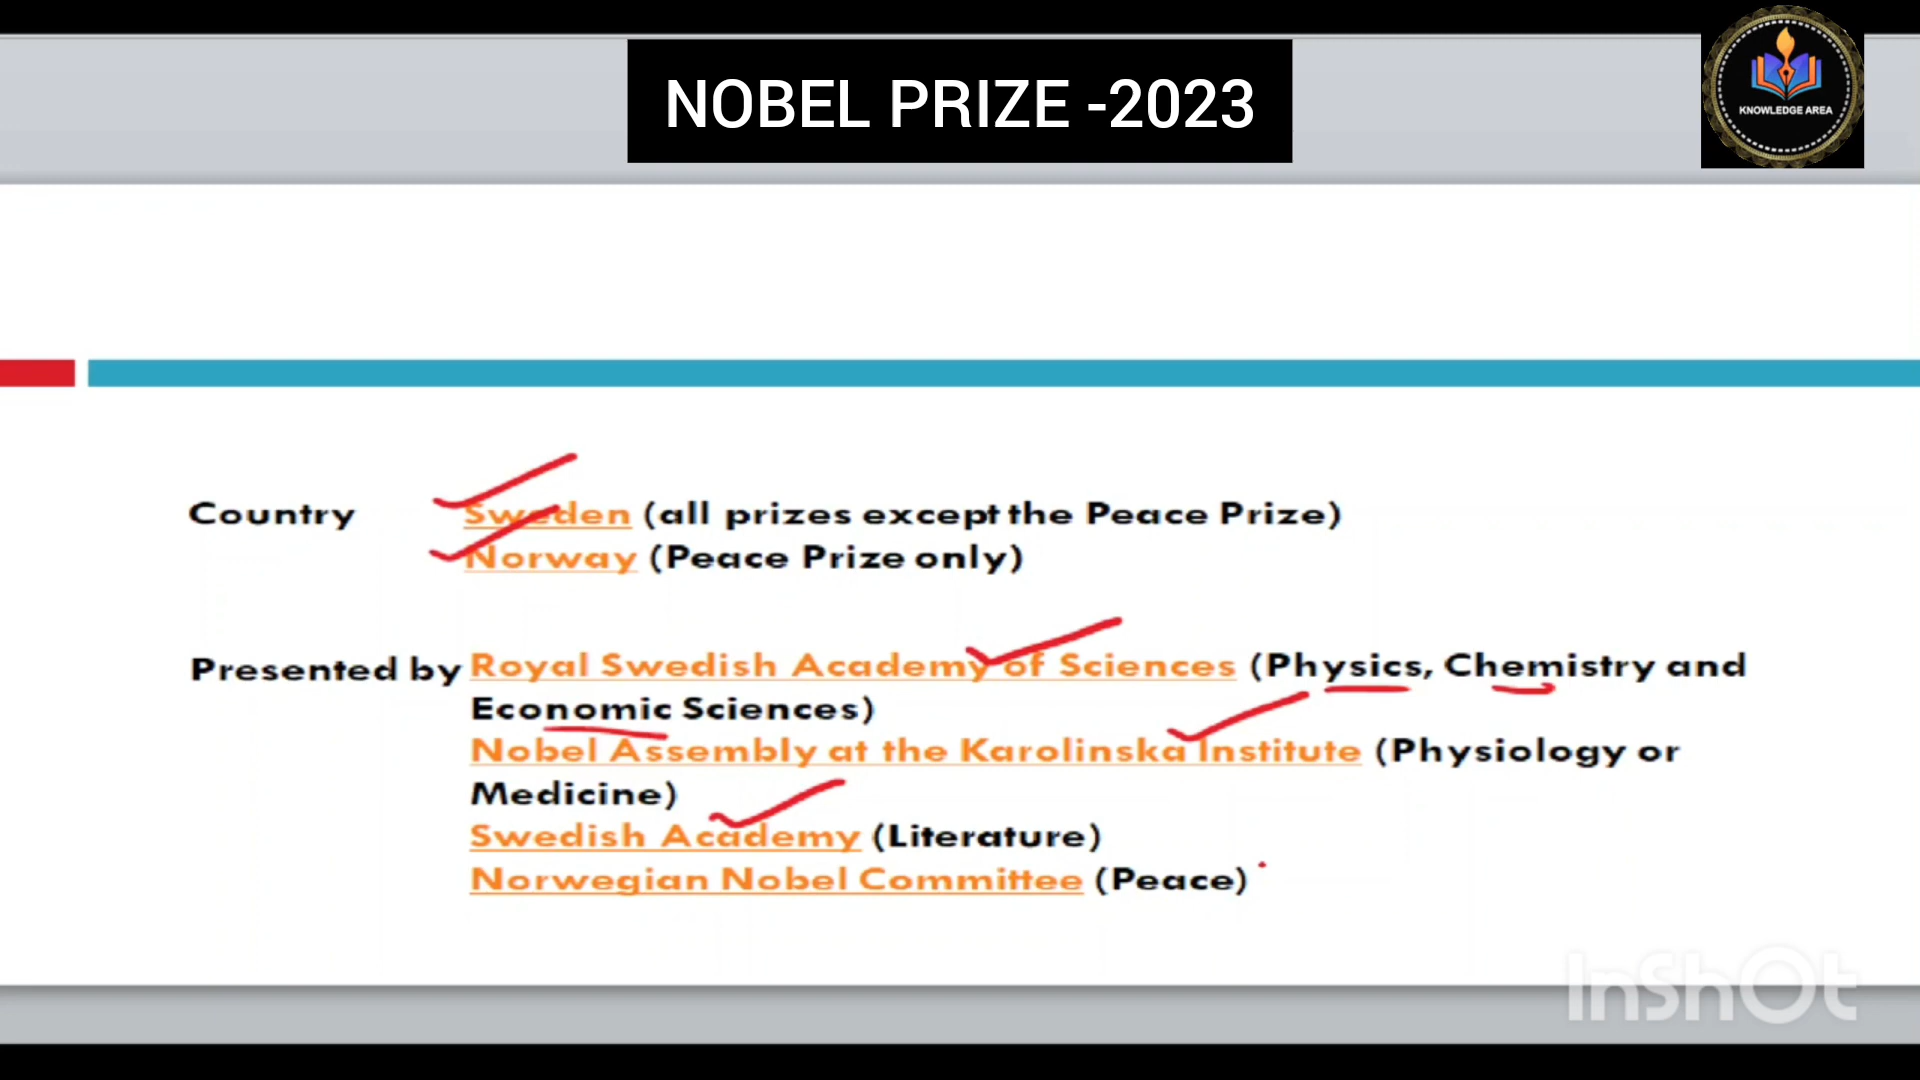 NOBEL PRIZE -2023
KNOWLEDGE AREA
Country Sweden (all prizes except the Peace Prize)
Norway (Peace Prize only)
Presented by Royal Swedish Academy of Sciences (Physics, Chemistry and
Economic Sciences)
Nobel Assembly at the Karolinska Institute (Physiology or
Medicine)
Swedish Academy (Literature)
Norwegian Nobel Committee (Peace)
InShOt